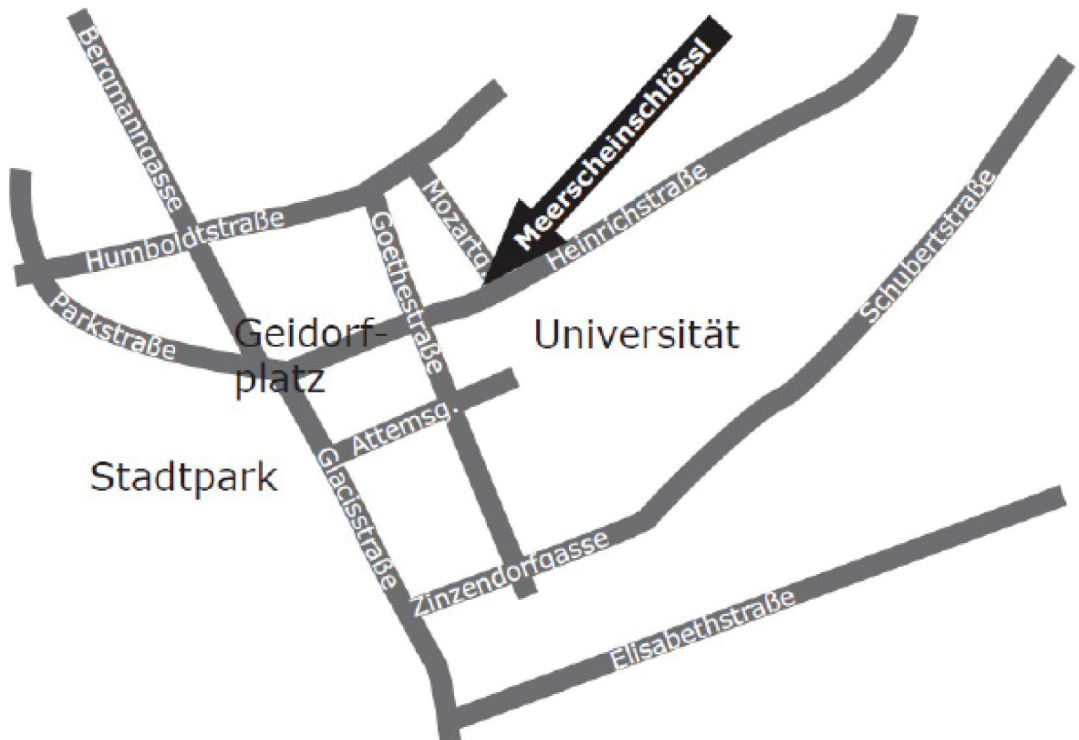 Bergmanngasse
Meerscheinschlössl
Mozartg.
Heinrichstraße
Humboldtstraße
Goethestraße
Schubertstraße
Parkstraße
Geidorf-
platz
Universität
Attemsg.
Stadtpark
Glacisstraße
Zinzendorfgasse
Elisabethstraße